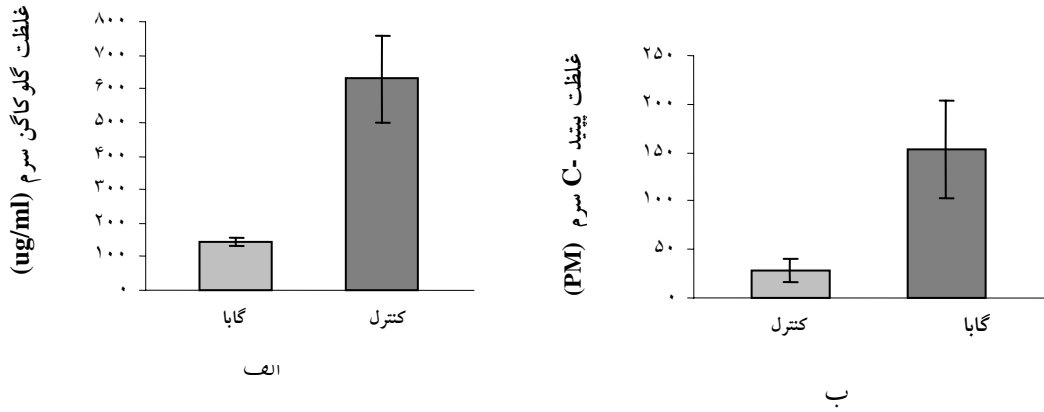 غلظت گلوکاگن سرم (ug/ml)
۸۰۰
۷۰۰
۶۰۰
۵۰۰
۴۰۰
۳۰۰
۲۰۰
۱۰۰
۰
گابا
کنترل
الف
غلظت پپتید -C سرم (PM)
۲۵۰
۲۰۰
۱۵۰
۱۰۰
۵۰
۰
کنترل
گابا
ب